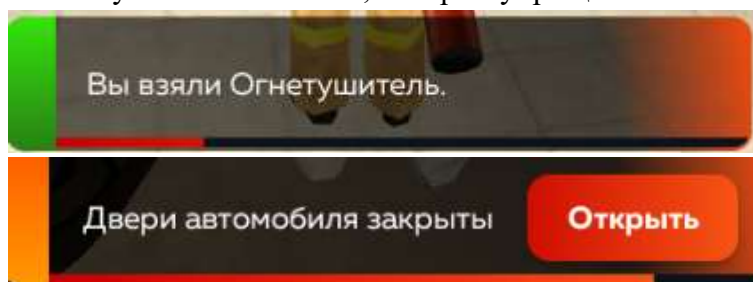 Вы взяли Огнетушитель.
Двери автомобиля закрыты
Открыть